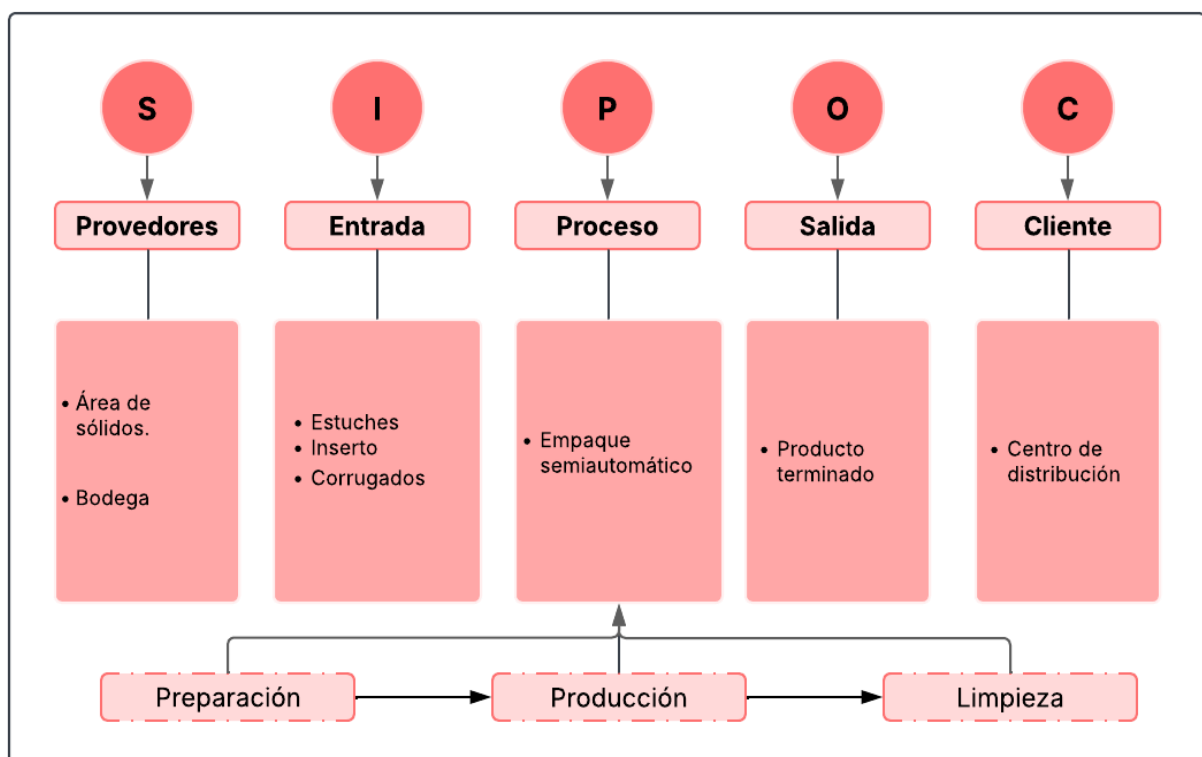 S
I
P
O
C
Provedores
Entrada
Proceso
Salida
Cliente
• Área de
sólidos.
• Bodega
• Estuches
• Inserto
• Corrugados
• Empaque
semiautomático
• Producto
terminado
• Centro de
distribución
Preparación
Producción
Limpieza